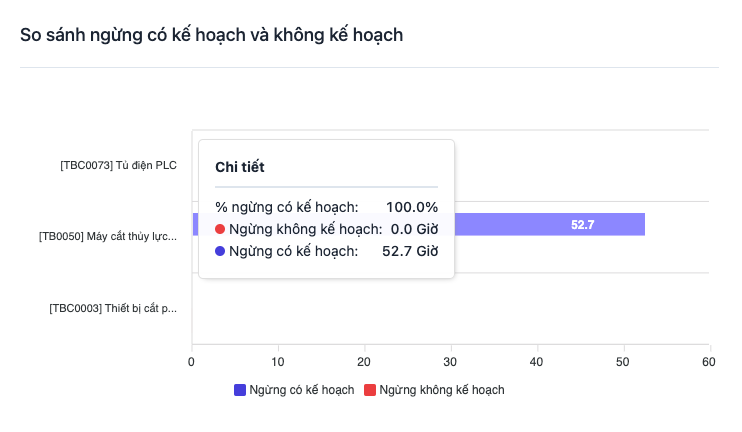 So sánh ngừng có kế hoạch và không kế hoạch
[TBC0073] Tủ điện PLC
Chi tiết
% ngừng có kế hoạch: 100.0%
Ngừng không kế hoạch: 0.0 Giờ
Ngừng có kế hoạch: 52.7 Giờ
[TB0050] Máy cắt thủy lực...
52.7
[TBC0003] Thiết bị cắt p...
0 10 20 30 40 50 60
Ngừng có kế hoạch Ngừng không kế hoạch